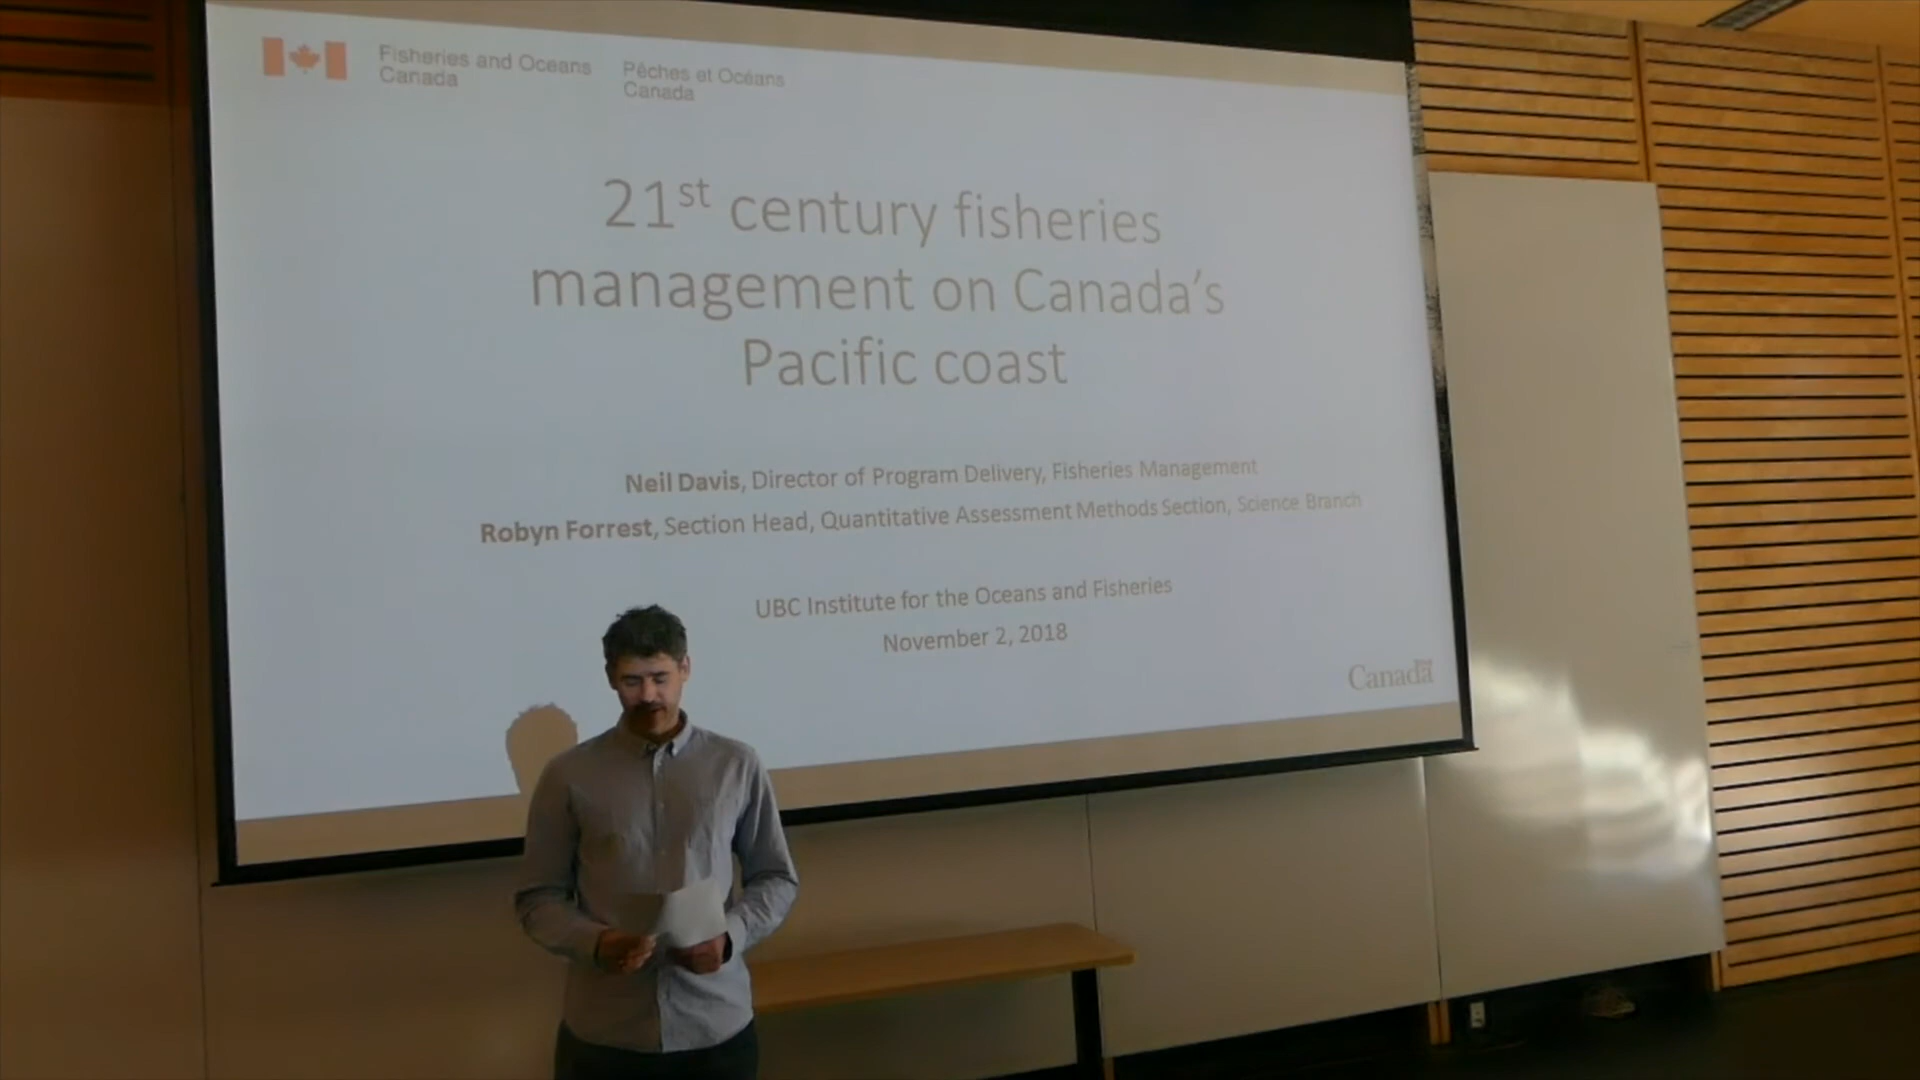 Fisheries and Oceans
Canada
Pêches et Océans
Canada
21st century fisheries
management on Canada's
Pacific coast
Neil Davis, Director of Program Delivery, Fisheries Management
Robyn Forrest, Section Head, Quantitative Assessment Methods Section, Science Branch
UBC Institute for the Oceans and Fisheries
November 2, 2018
Canada